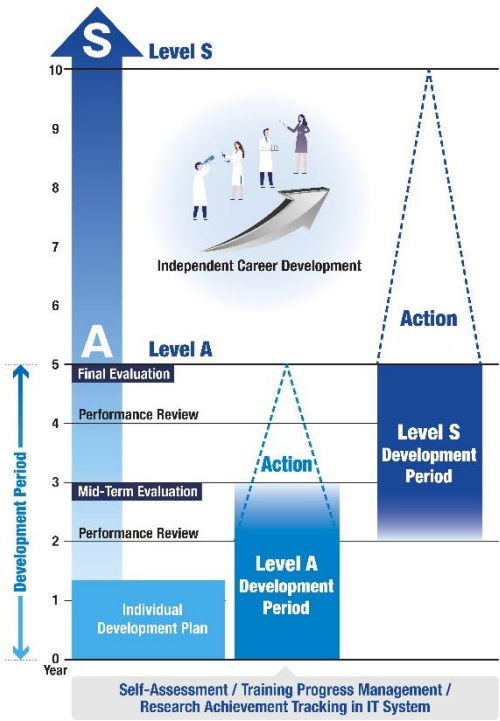 S
Level S
10
9
8
7
6
5
4
3
2
1
0
Year
Independent Career Development
A
Level A
Action
Final Evaluation
Performance Review
Level S
Development
Period
Action
Mid-Term Evaluation
Performance Review
Level A
Development
Period
Individual
Development Plan
Development Period
Self-Assessment / Training Progress Management /
Research Achievement Tracking in IT System